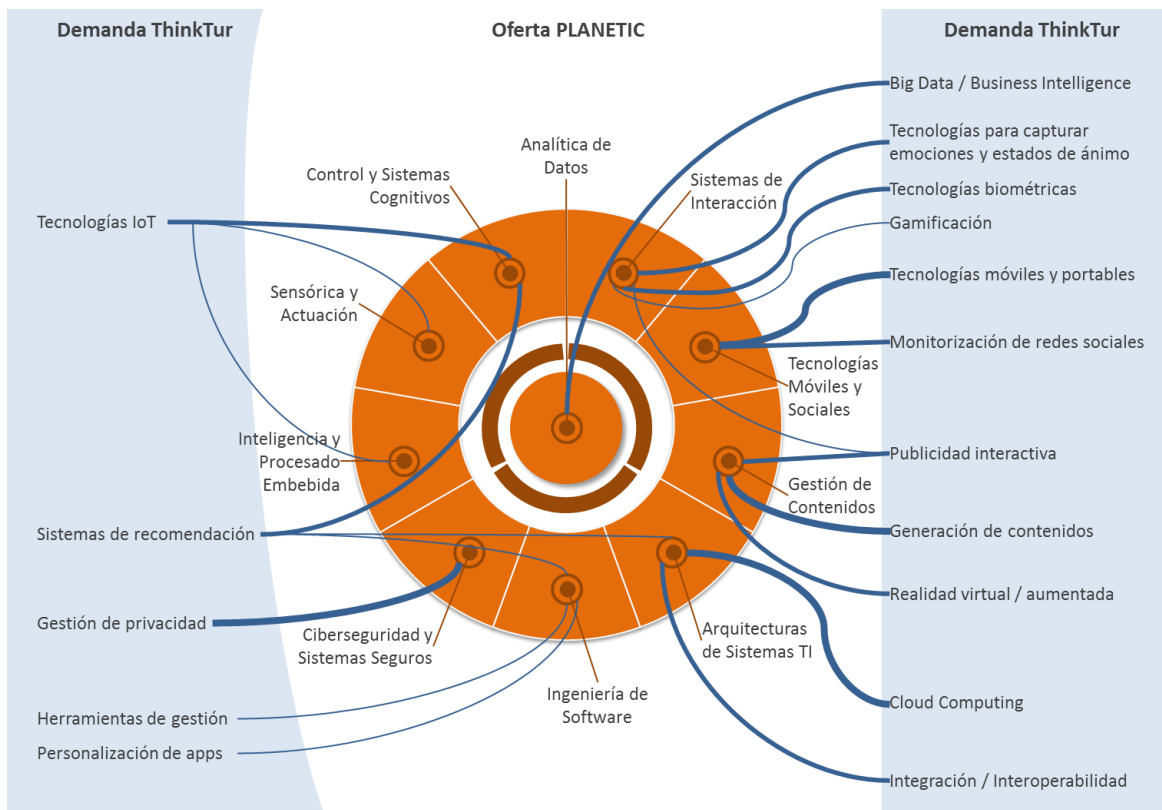 Demanda ThinkTur
Oferta PLANETIC
Demanda ThinkTur
Tecnologías IoT
Sistemas de recomendación
Gestión de privacidad
Herramientas de gestión
Personalización de apps
Analítica de
Datos
Control y Sistemas
Cognitivos
Sistemas de
Interacción
Sensórica y
Actuación
Tecnologías
Móviles y
Sociales
Inteligencia y
Procesado
Embebida
Gestión de
Contenidos
Ciberseguridad y
Sistemas Seguros
Ingeniería de
Software
Arquitecturas
de Sistemas TI
Big Data / Business Intelligence
Tecnologías para capturar
emociones y estados de ánimo
Tecnologías biométricas
Gamificación
Tecnologías móviles y portables
Monitorización de redes sociales
Publicidad interactiva
Generación de contenidos
Realidad virtual / aumentada
Cloud Computing
Integración / Interoperabilidad